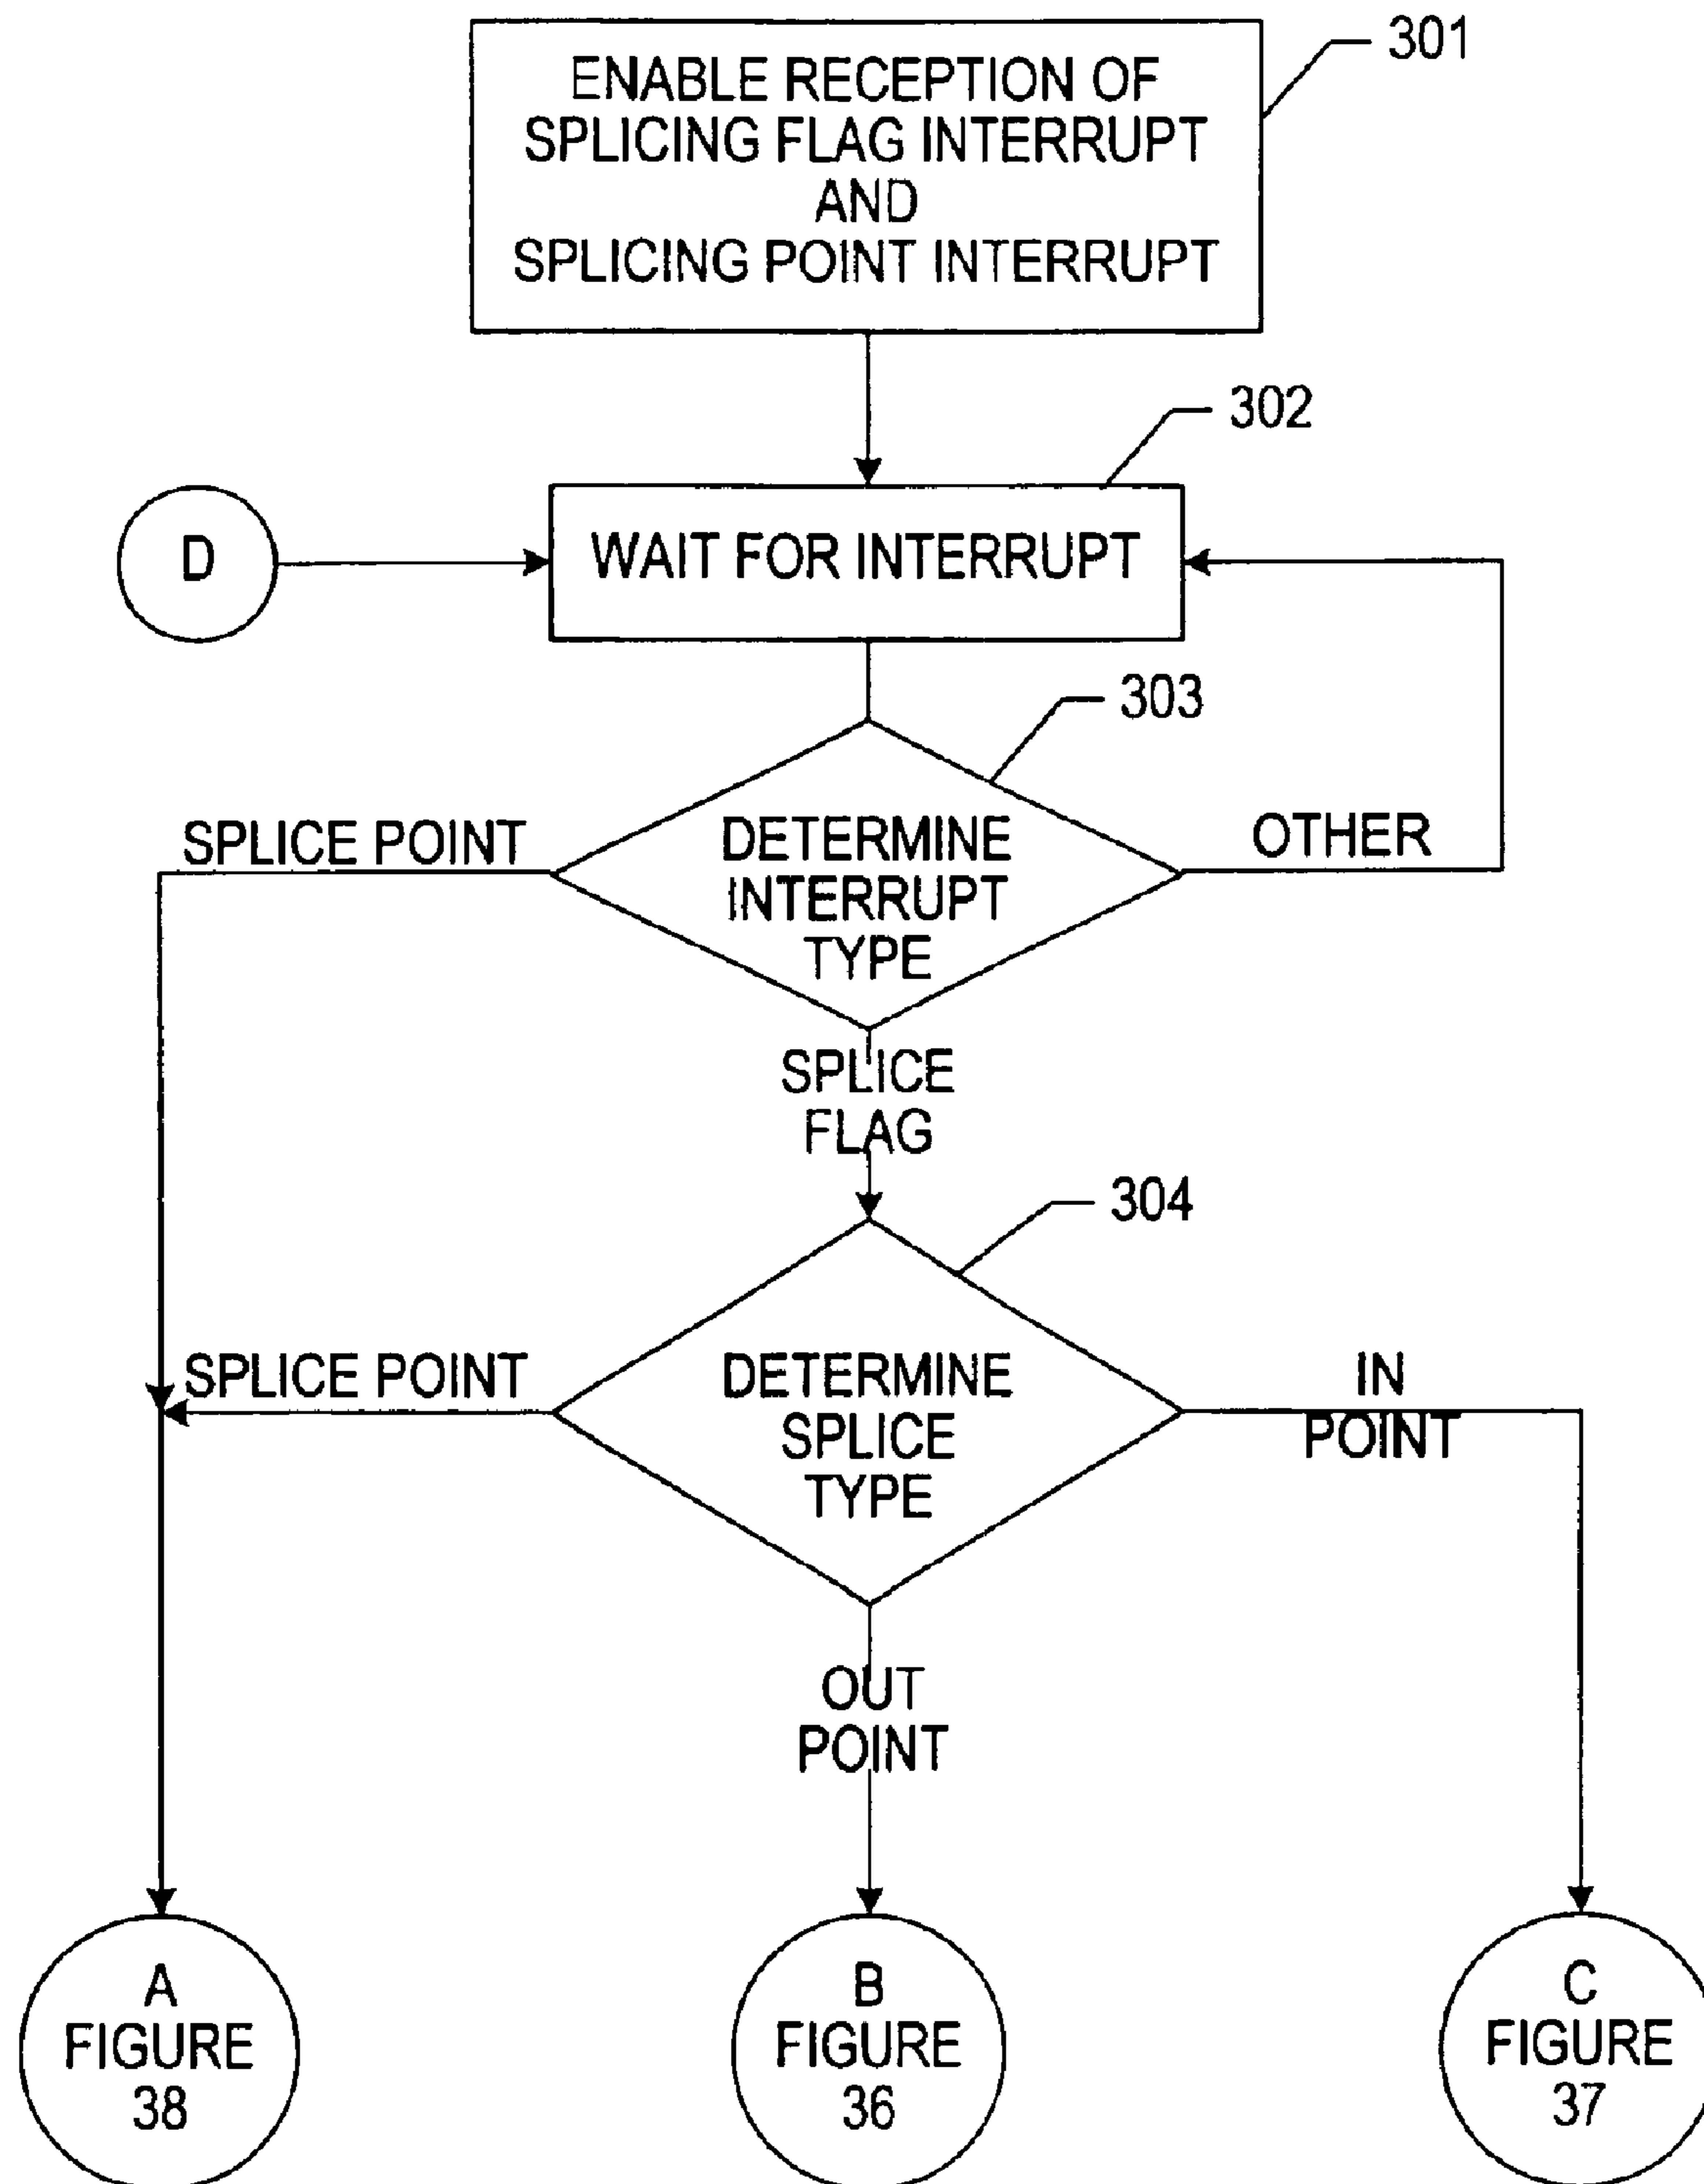 301
ENABLE RECEPTION OF
SPLICING FLAG INTERRUPT
AND
SPLICING POINT INTERRUPT
302
D
WAIT FOR INTERRUPT
303
SPLICE POINT
DETERMINE
INTERRUPT
TYPE
OTHER
SPLICE
FLAG
304
SPLICE POINT
DETERMINE
SPLICE
TYPE
IN
POINT
OUT
POINT
A
FIGURE
38
B
FIGURE
36
C
FIGURE
37